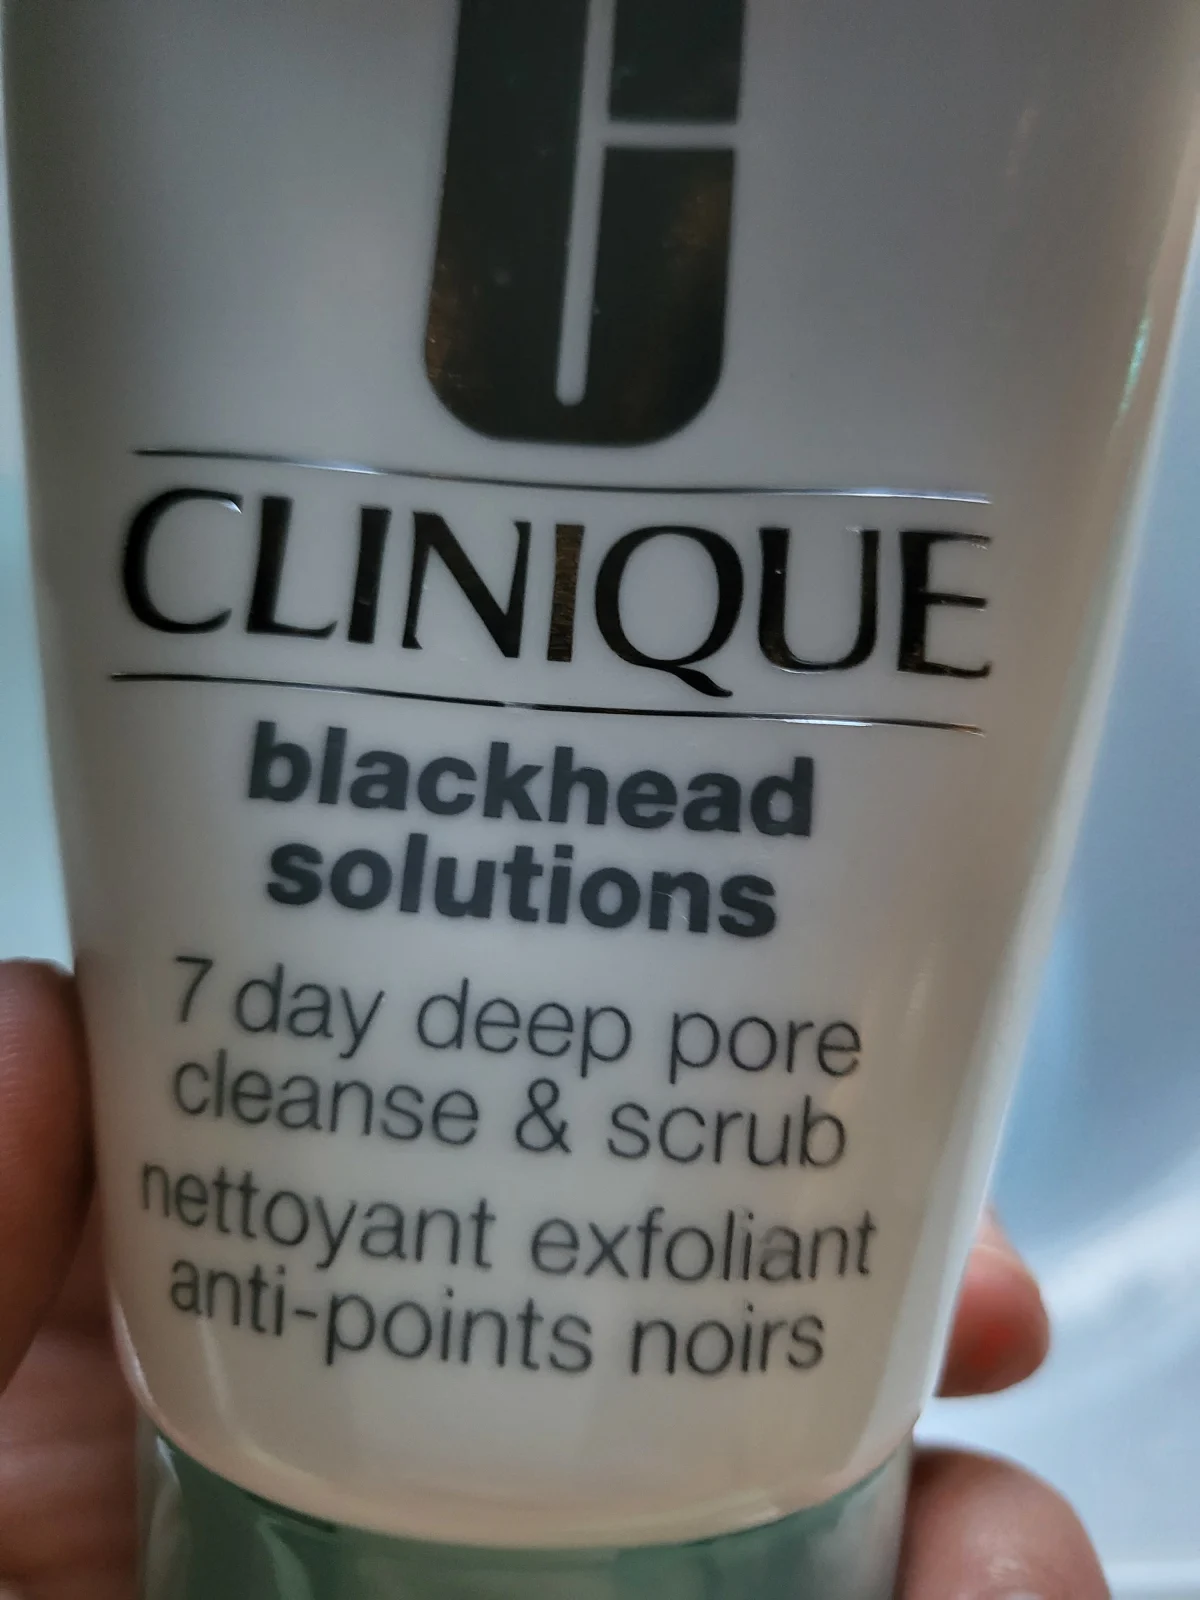 CLINIQUE
blackhead
solutions
7 day deep pore
cleanse & scrub
nettoyant exfoliant
anti-points noirs